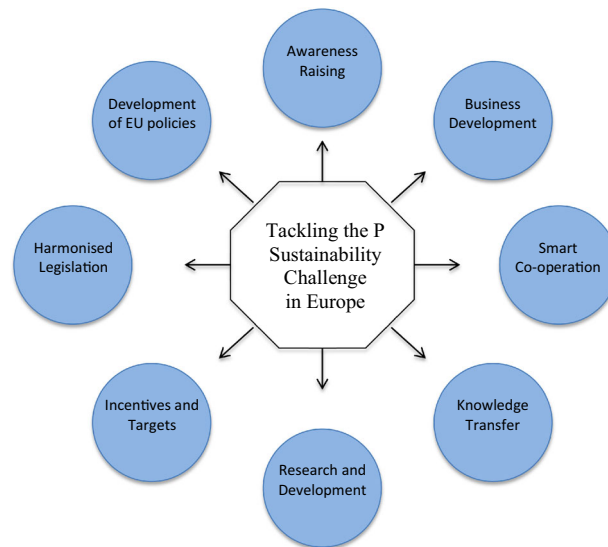 Awareness
Raising
Business
Development
Smart
Co-operation
Knowledge
Transfer
Research and
Development
Incentives and
Targets
Harmonised
Legislation
Development
of EU policies
Tackling the P
Sustainability
Challenge
in Europe